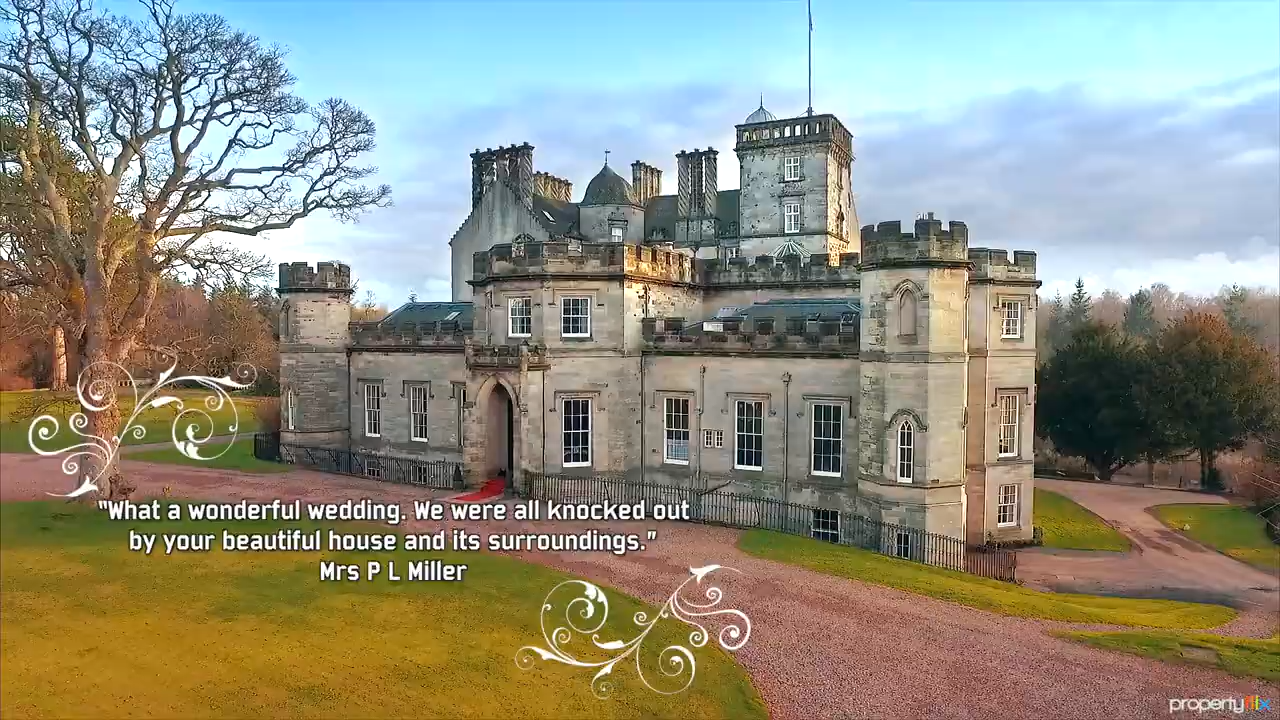 "What a wonderful wedding. We were all knocked out
by your beautiful house and its surroundings."
Mrs P L Miller
propertyflix